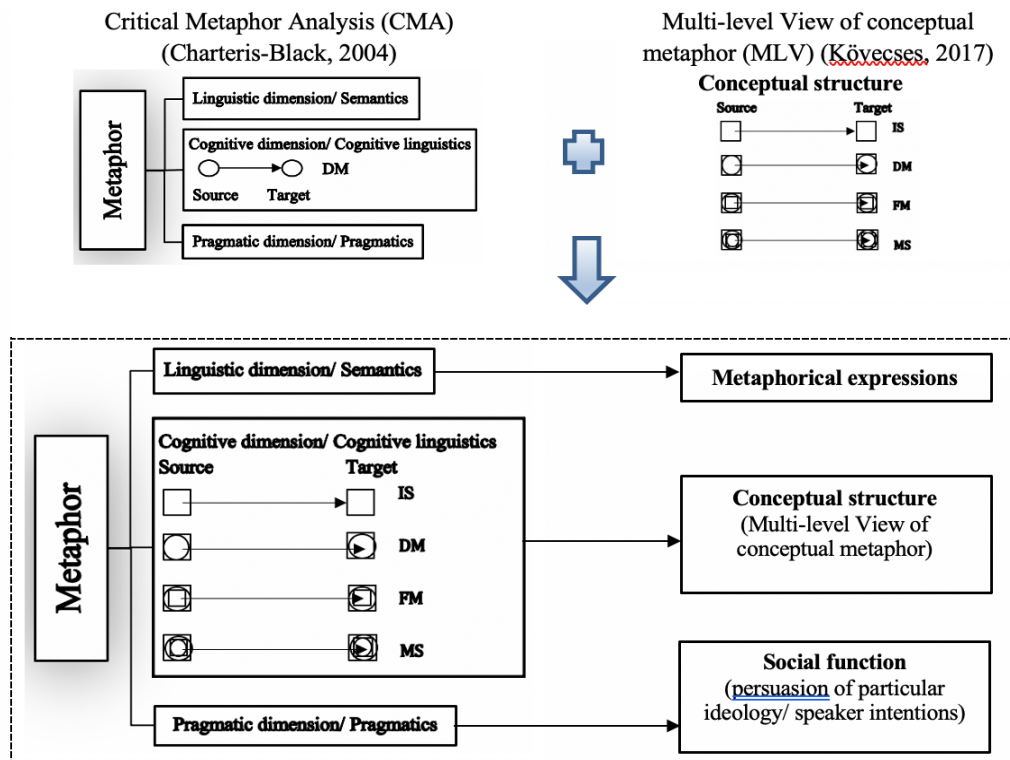 Critical Metaphor Analysis (CMA)
(Charteris-Black, 2004)
Metaphor
Linguistic dimension/ Semantics
Cognitive dimension/ Cognitive linguistics
DM
Source Target
Pragmatic dimension/ Pragmatics
Multi-level View of conceptual
metaphor (MLV) (Kövecses, 2017)
Conceptual structure
Source Target
IS
DM
FM
MS
Metaphor
Linguistic dimension/ Semantics
Metaphorical expressions
Cognitive dimension/ Cognitive linguistics
Source Target
IS
DM
FM
MS
Conceptual structure
(Multi-level View of
conceptual metaphor)
Pragmatic dimension/ Pragmatics
Social function
(persuasion of particular
ideology/ speaker intentions)